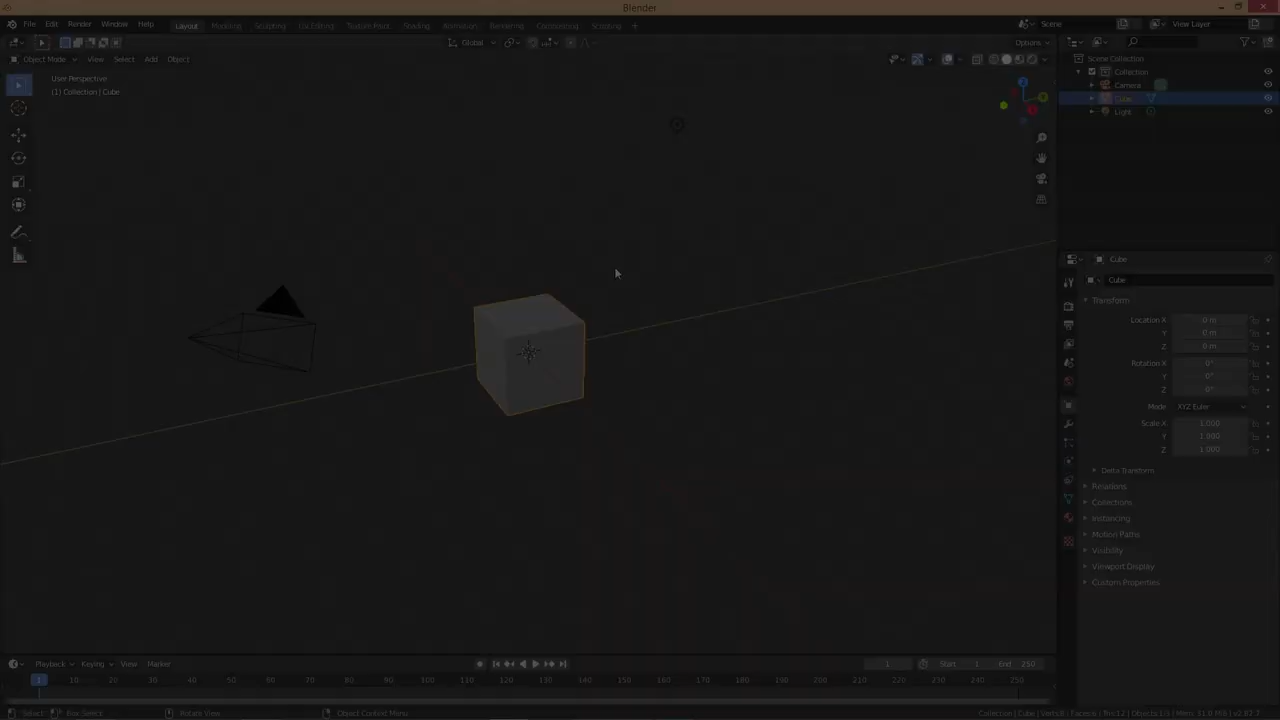 Blender
File Edit Render Window Help Layout Modeling Sculpting UV Editing Texture Paint Shading Animation Rendering Compositing Scripting + Scene View Layer
Global Options
Object Mode View Select Add Object
User Perspective
(1) Collection | Cube
Scene Collection
Collection
Camera
Cube
Light
Cube
Cube
Transform
Location X 0 m
Y 0 m
Z 0 m
Rotation X 0°
Y 0°
Z 0°
Mode XYZ Euler
Scale X 1.000
Y 1.000
Z 1.000
Delta Transform
Relations
Collections
Instancing
Motion Paths
Visibility
Viewport Display
Custom Properties
Playback Keying View Marker 1 Start 1 End 250
1 10 20 30 40 50 60 70 80 90 100 110 120 130 140 150 160 170 180 190 200 210 220 230 240 250
Select Box Select Rotate View Object Context Menu